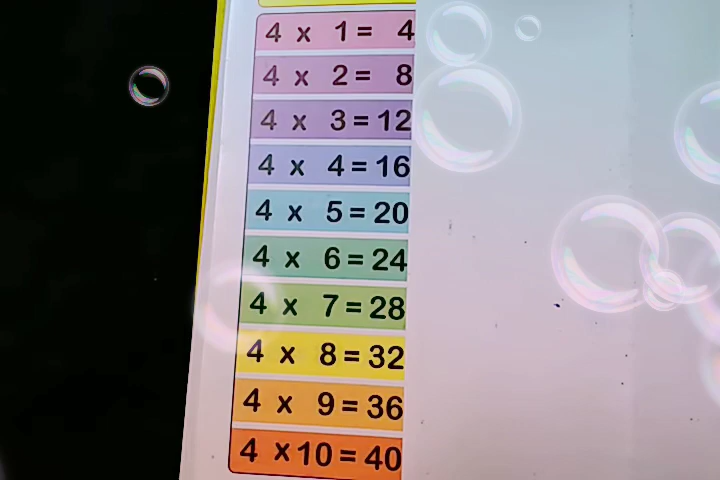 4 x 1 = 4
4 x 2 = 8
4 x 3 = 12
4 x 4 = 16
4 x 5 = 20
4 x 6 = 24
4 x 7 = 28
4 x 8 = 32
4 x 9 = 36
4 x 10 = 40